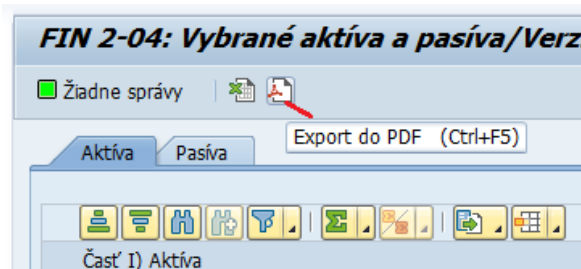 FIN 2-04: Vybrané aktíva a pasíva/Verz
Žiadne správy
Export do PDF (Ctrl+F5)
Aktíva Pasíva
Časť I) Aktíva